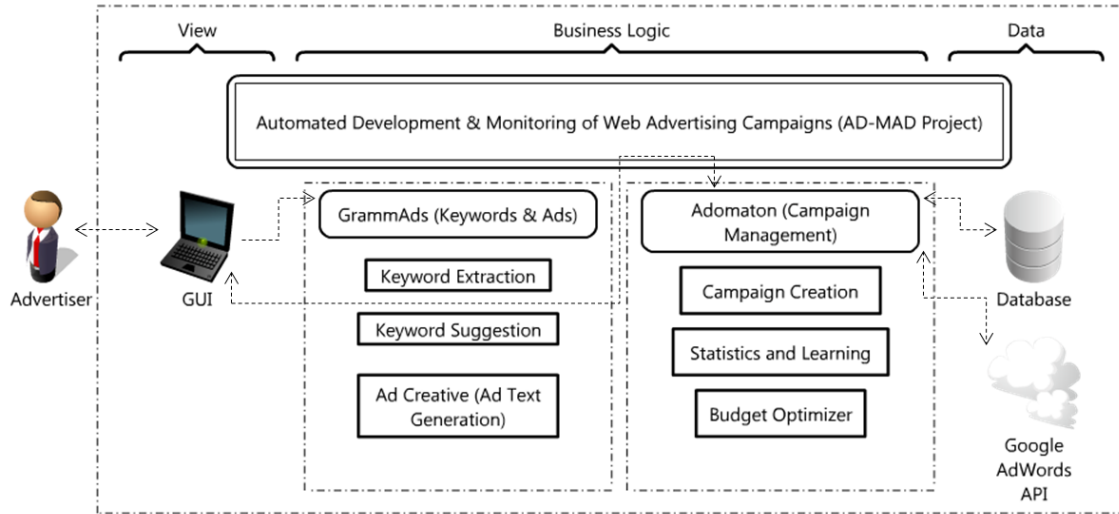 View
Business Logic
Data
Automated Development & Monitoring of Web Advertising Campaigns (AD-MAD Project)
GrammAds (Keywords & Ads)
Keyword Extraction
Keyword Suggestion
Ad Creative (Ad Text
Generation)
Adomaton (Campaign
Management)
Campaign Creation
Statistics and Learning
Budget Optimizer
Advertiser
GUI
Database
Google
AdWords
API